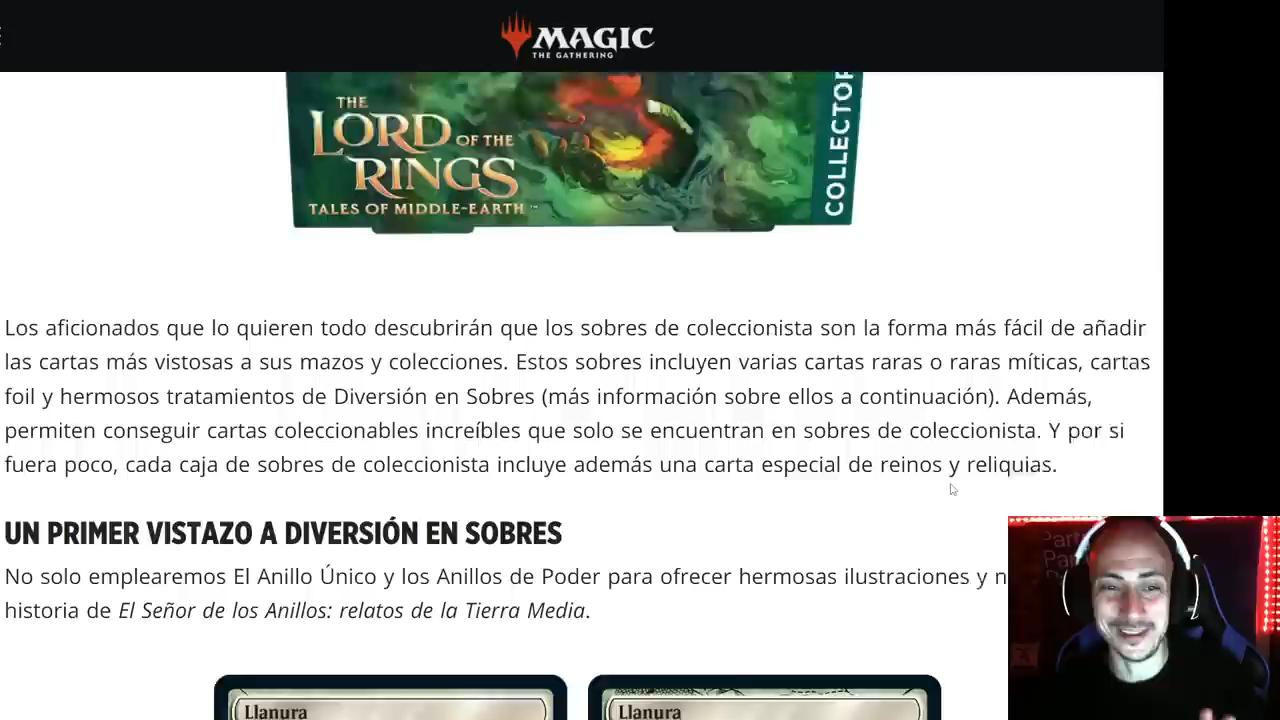 MAGIC
THE GATHERING
THE
LORD OF THE
RINGS
TALES OF MIDDLE-EARTH™
COLLECTOR
Los aficionados que lo quieren todo descubrirán que los sobres de coleccionista son la forma más fácil de añadir
las cartas más vistosas a sus mazos y colecciones. Estos sobres incluyen varias cartas raras o raras míticas, cartas
foil y hermosos tratamientos de Diversión en Sobres (más información sobre ellos a continuación). Además,
permiten conseguir cartas coleccionables increíbles que solo se encuentran en sobres de coleccionista. Y por si
fuera poco, cada caja de sobres de coleccionista incluye además una carta especial de reinos y reliquias.
UN PRIMER VISTAZO A DIVERSIÓN EN SOBRES
No solo emplearemos El Anillo Único y los Anillos de Poder para ofrecer hermosas ilustraciones y n
historia de El Señor de los Anillos: relatos de la Tierra Media.
Llanura
Llanura